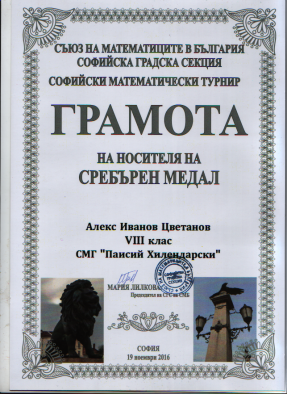 СЪЮЗ НА МАТЕМАТИЦИТЕ В БЪЛГАРИЯ
СОФИЙСКА ГРАДСКА СЕКЦИЯ
СОФИЙСКИ МАТЕМАТИЧЕСКИ ТУРНИР
ГРАМОТА
НА НОСИТЕЛЯ НА
СРЕБЪРЕН МЕДАЛ
Алекс Иванов Цветанов
VIII клас
СМГ "Паисий Хилендарски"
МАРИЯ ЛИЛКОВА
Председател на СГС на СМБ
СОФИЯ
19 ноември 2016